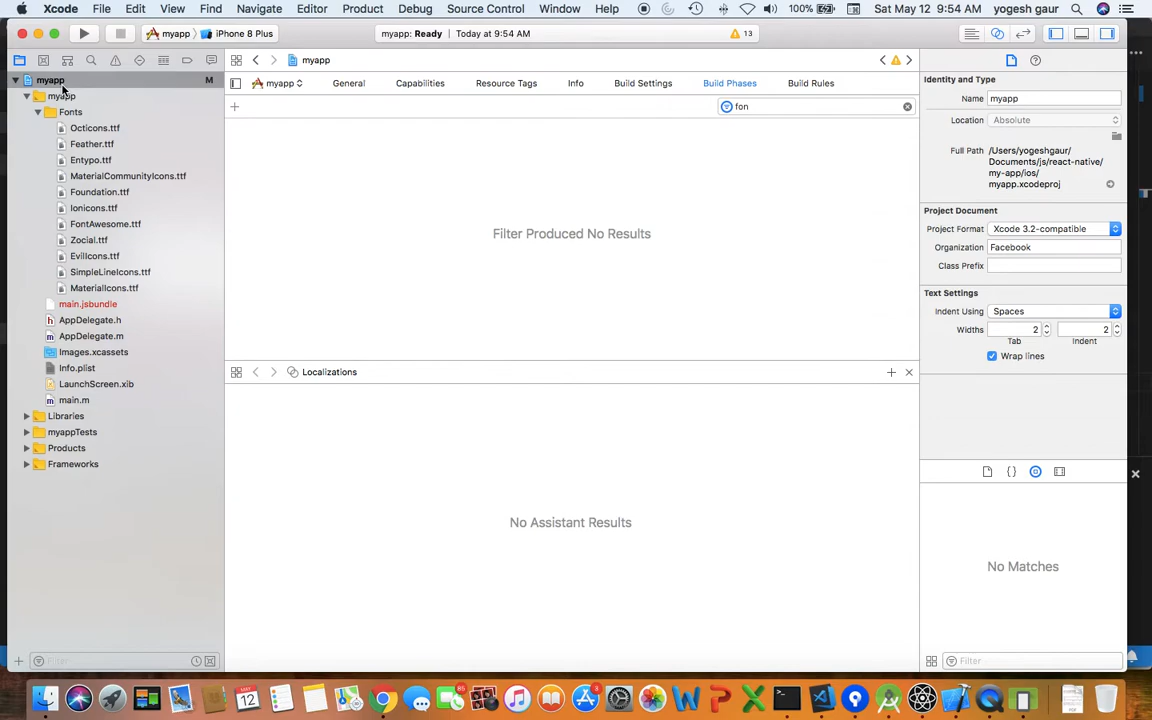 Xcode File Edit View Find Navigate Editor Product Debug Source Control Window Help 100% Sat May 12 9:54 AM yogesh gaur
myapp iPhone 8 Plus
myapp: Ready Today at 9:54 AM 13
myapp M
myapp
Fonts
Octicons.ttf
Feather.ttf
Entypo.ttf
MaterialCommunityIcons.ttf
Foundation.ttf
Ionicons.ttf
FontAwesome.ttf
Zocial.ttf
EvilIcons.ttf
SimpleLineIcons.ttf
MaterialIcons.ttf
main.jsbundle
AppDelegate.h
AppDelegate.m
Images.xcassets
Info.plist
LaunchScreen.xib
main.m
Libraries
myappTests
Products
Frameworks
Filter
myapp
myapp General Capabilities Resource Tags Info Build Settings Build Phases Build Rules
fon
Filter Produced No Results
Localizations
No Assistant Results
Identity and Type
Name myapp
Location Absolute
Full Path /Users/yogeshgaur/
Documents/js/react-native/
my-app/ios/
myapp.xcodeproj
Project Document
Project Format Xcode 3.2-compatible
Organization Facebook
Class Prefix
Text Settings
Indent Using Spaces
Widths 2 2
Tab Indent
Wrap lines
No Matches
Filter
MAY
12
85
3